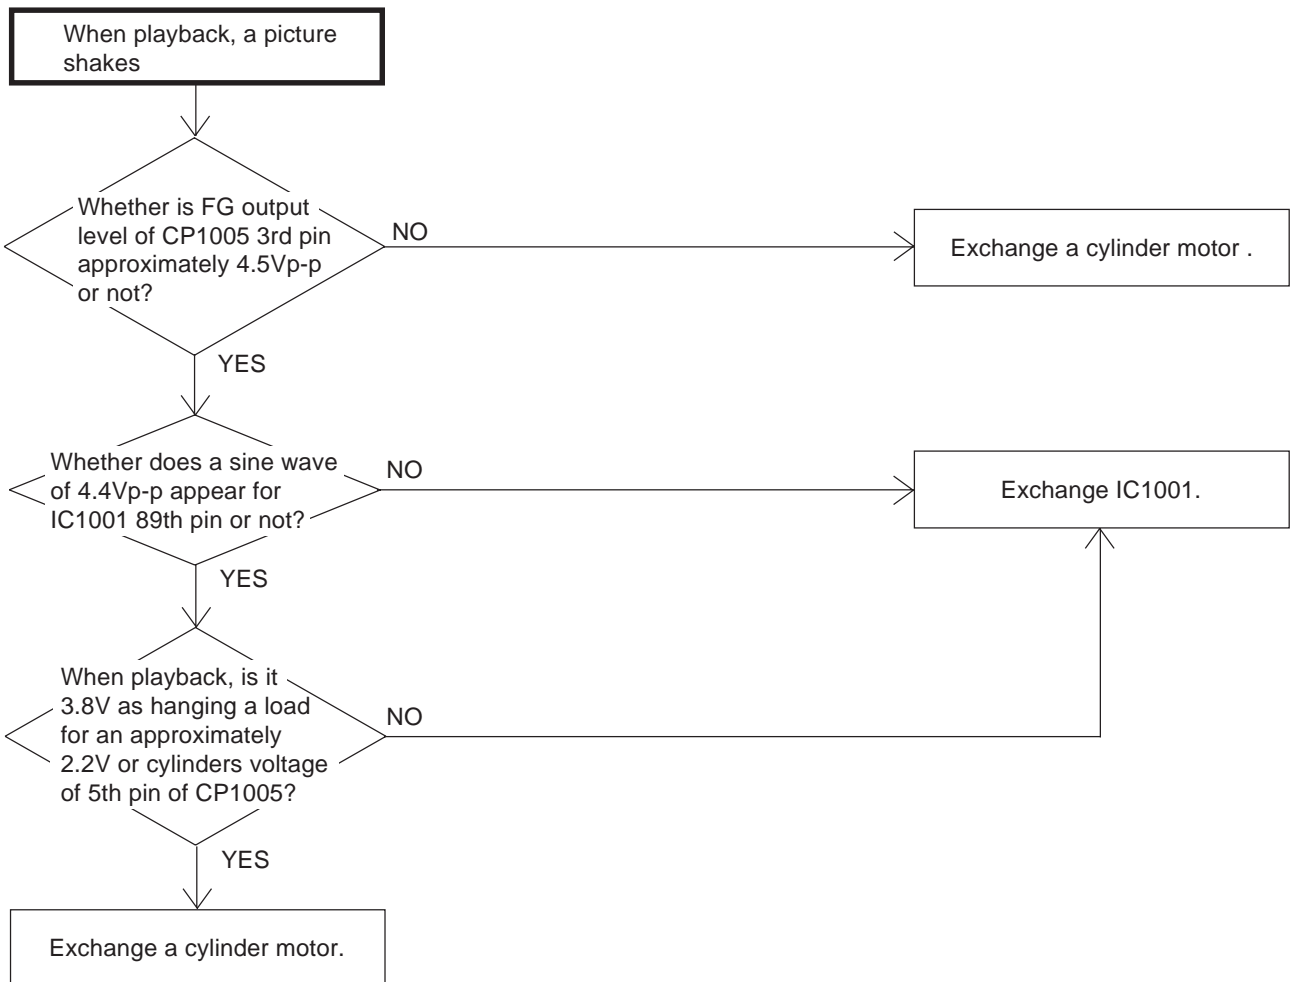 When playback, a picture
shakes
Whether is FG output
level of CP1005 3rd pin
approximately 4.5Vp-p
or not?
NO
Exchange a cylinder motor .
YES
Whether does a sine wave
of 4.4Vp-p appear for
IC1001 89th pin or not?
NO
Exchange IC1001.
YES
When playback, is it
3.8V as hanging a load
for an approximately
2.2V or cylinders voltage
of 5th pin of CP1005?
NO
YES
Exchange a cylinder motor.